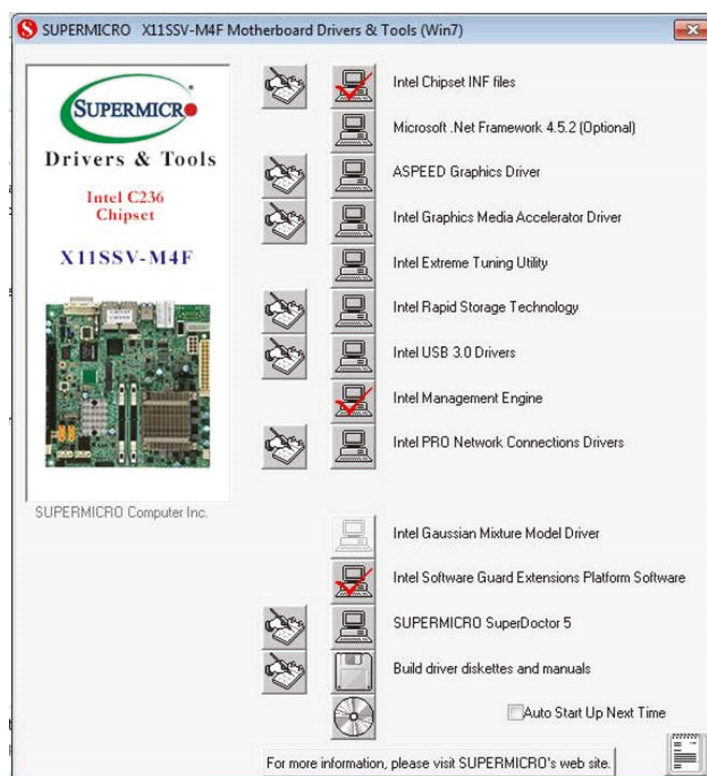 SUPERMICRO X11SSV-M4F Motherboard Drivers & Tools (Win7)
SUPERMICRO
Drivers & Tools
Intel C236
Chipset
X11SSV-M4F
SUPERMICRO Computer Inc.
Intel Chipset INF files
Microsoft .Net Framework 4.5.2 (Optional)
ASPEED Graphics Driver
Intel Graphics Media Accelerator Driver
Intel Extreme Tuning Utility
Intel Rapid Storage Technology
Intel USB 3.0 Drivers
Intel Management Engine
Intel PRO Network Connections Drivers
Intel Gaussian Mixture Model Driver
Intel Software Guard Extensions Platform Software
SUPERMICRO SuperDoctor 5
Build driver diskettes and manuals
Auto Start Up Next Time
For more information, please visit SUPERMICRO's web site.